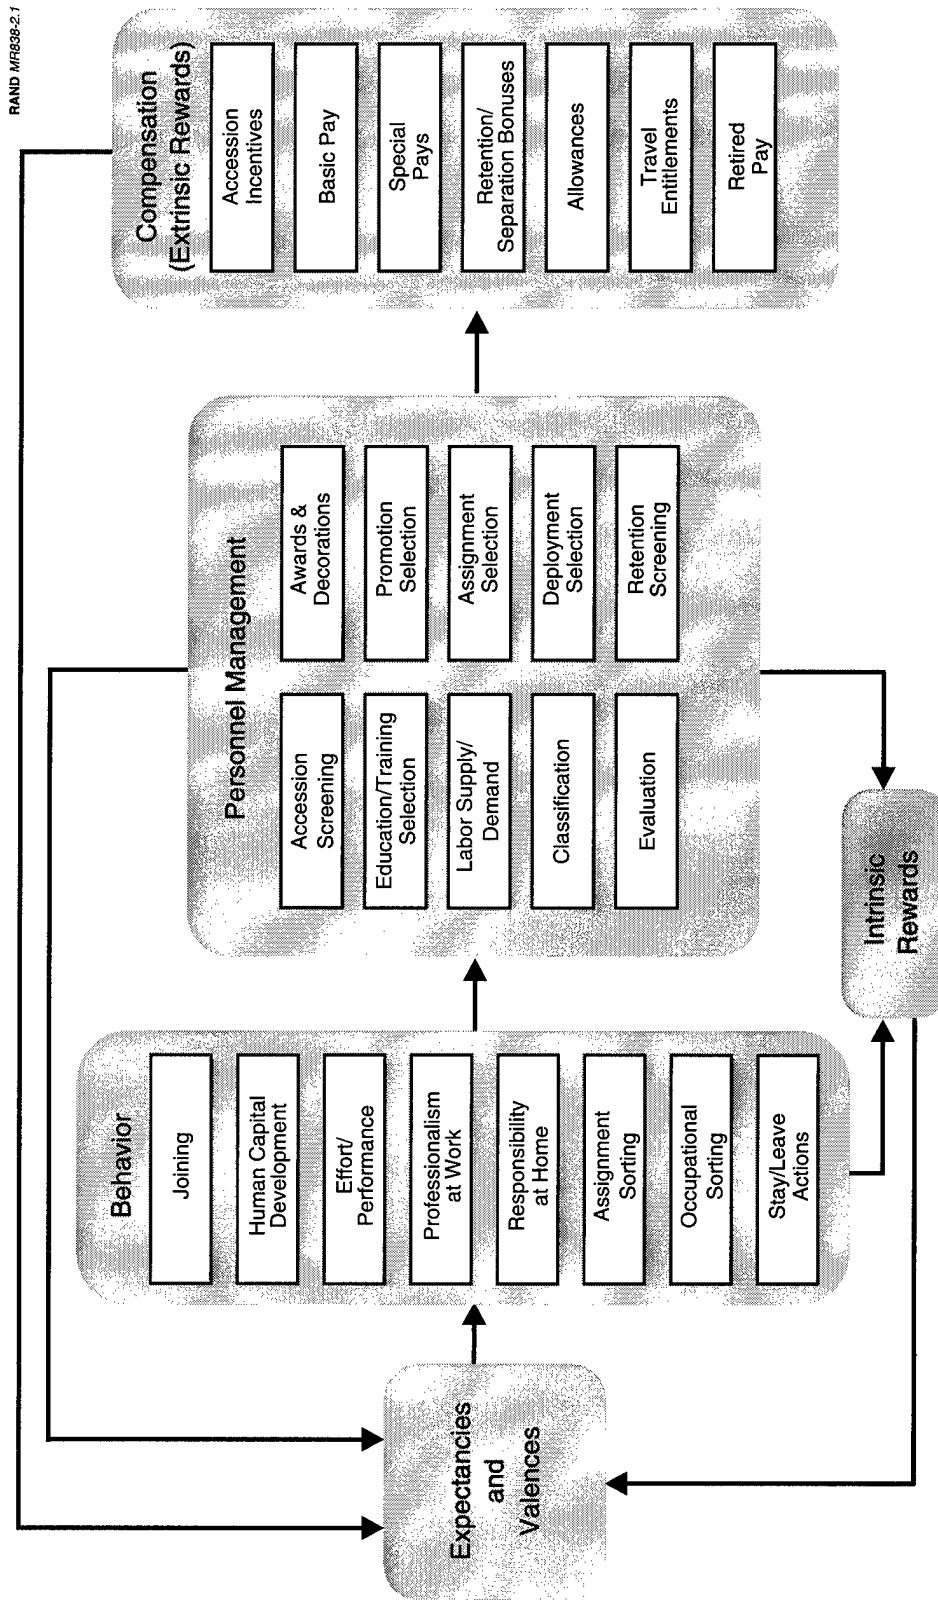 RAND MR838-2.1
Expectancies
and
Valences
Behavior
Joining
Human Capital
Development
Effort/
Performance
Professionalism
at Work
Responsibility
at Home
Assignment
Sorting
Occupational
Sorting
Stay/Leave
Actions
Personnel Management
Accession
Screening
Education/Training
Selection
Labor Supply/
Demand
Classification
Evaluation
Awards &
Decorations
Promotion
Selection
Assignment
Selection
Deployment
Selection
Retention
Screening
Intrinsic
Rewards
Compensation
(Extrinsic Rewards)
Accession
Incentives
Basic Pay
Special
Pays
Retention/
Separation Bonuses
Allowances
Travel
Entitlements
Retired
Pay